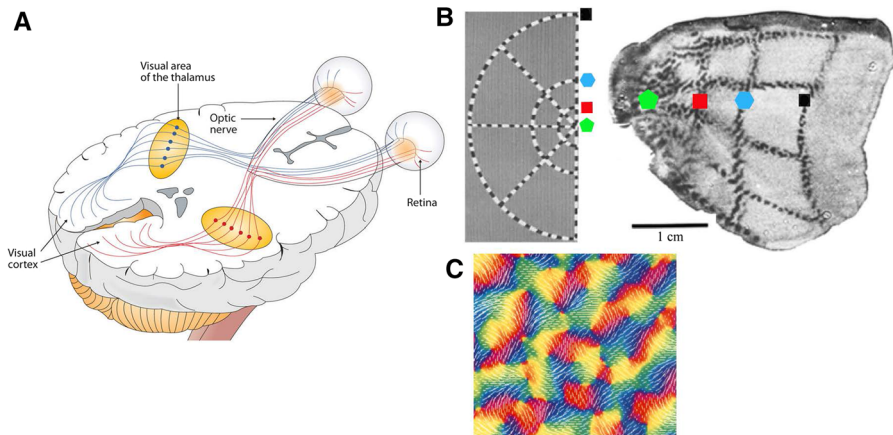 A
Visual area
of the thalamus
Optic
nerve
Retina
Visual
cortex
B
1 cm
C